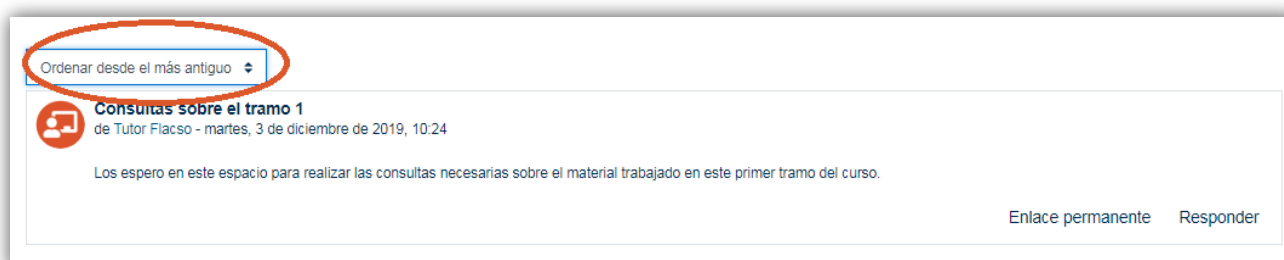 Ordenar desde el más antiguo
Consultas sobre el tramo 1
de Tutor Flacso - martes, 3 de diciembre de 2019, 10:24
Los espero en este espacio para realizar las consultas necesarias sobre el material trabajado en este primer tramo del curso.
Enlace permanente Responder